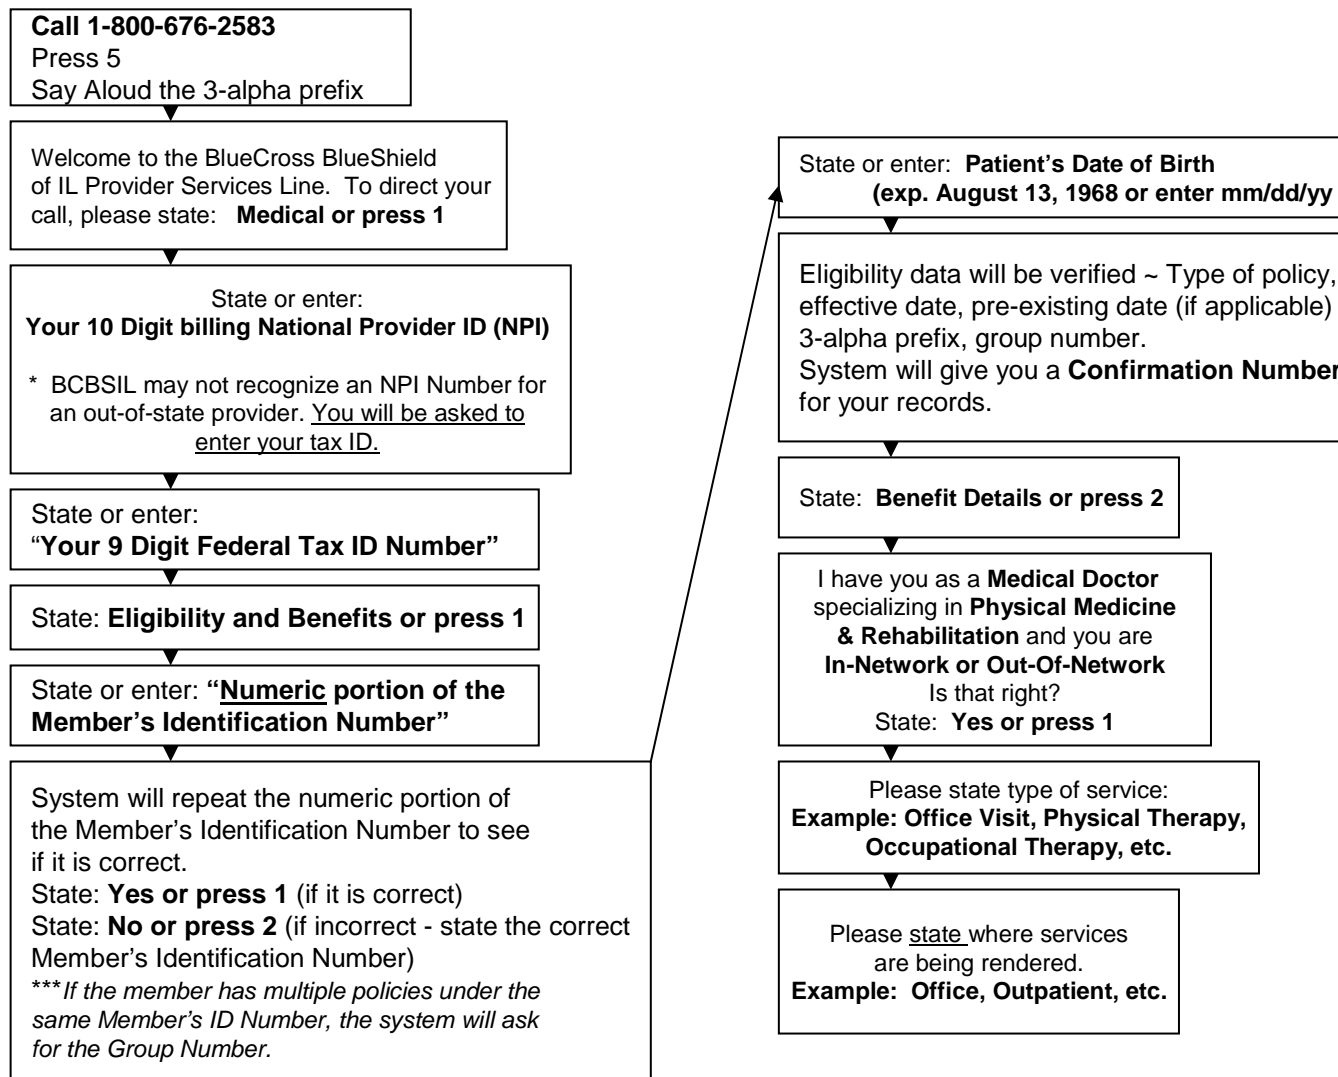 Call 1-800-676-2583
Press 5
Say Aloud the 3-alpha prefix
Welcome to the BlueCross BlueShield
of IL Provider Services Line.  To direct your
call, please state:   Medical or press 1
State or enter:
Your 10 Digit billing National Provider ID (NPI)
*  BCBSIL may not recognize an NPI Number for
an out-of-state provider. You will be asked to
enter your tax ID.
State or enter:
“Your 9 Digit Federal Tax ID Number”
State: Eligibility and Benefits or press 1
State or enter: “Numeric portion of the
Member’s Identification Number”
System will repeat the numeric portion of
the Member’s Identification Number to see
if it is correct.
State: Yes or press 1 (if it is correct)
State: No or press 2 (if incorrect - state the correct
Member’s Identification Number)
***If the member has multiple policies under the
same Member’s ID Number, the system will ask
for the Group Number.
State or enter:  Patient’s Date of Birth
(exp. August 13, 1968 or enter mm/dd/yy
Eligibility data will be verified ~ Type of policy,
effective date, pre-existing date (if applicable)
3-alpha prefix, group number.
System will give you a Confirmation Number
for your records.
State:  Benefit Details or press 2
I have you as a Medical Doctor
specializing in Physical Medicine
& Rehabilitation and you are
In-Network or Out-Of-Network
Is that right?
State:  Yes or press 1
Please state type of service:
Example: Office Visit, Physical Therapy,
Occupational Therapy, etc.
Please state where services
are being rendered.
Example:  Office, Outpatient, etc.